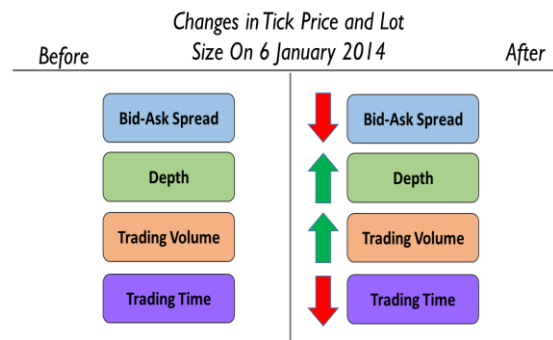 Changes in Tick Price and Lot
Size On 6 January 2014
Before
After
Bid-Ask Spread
Bid-Ask Spread
Depth
Depth
Trading Volume
Trading Volume
Trading Time
Trading Time